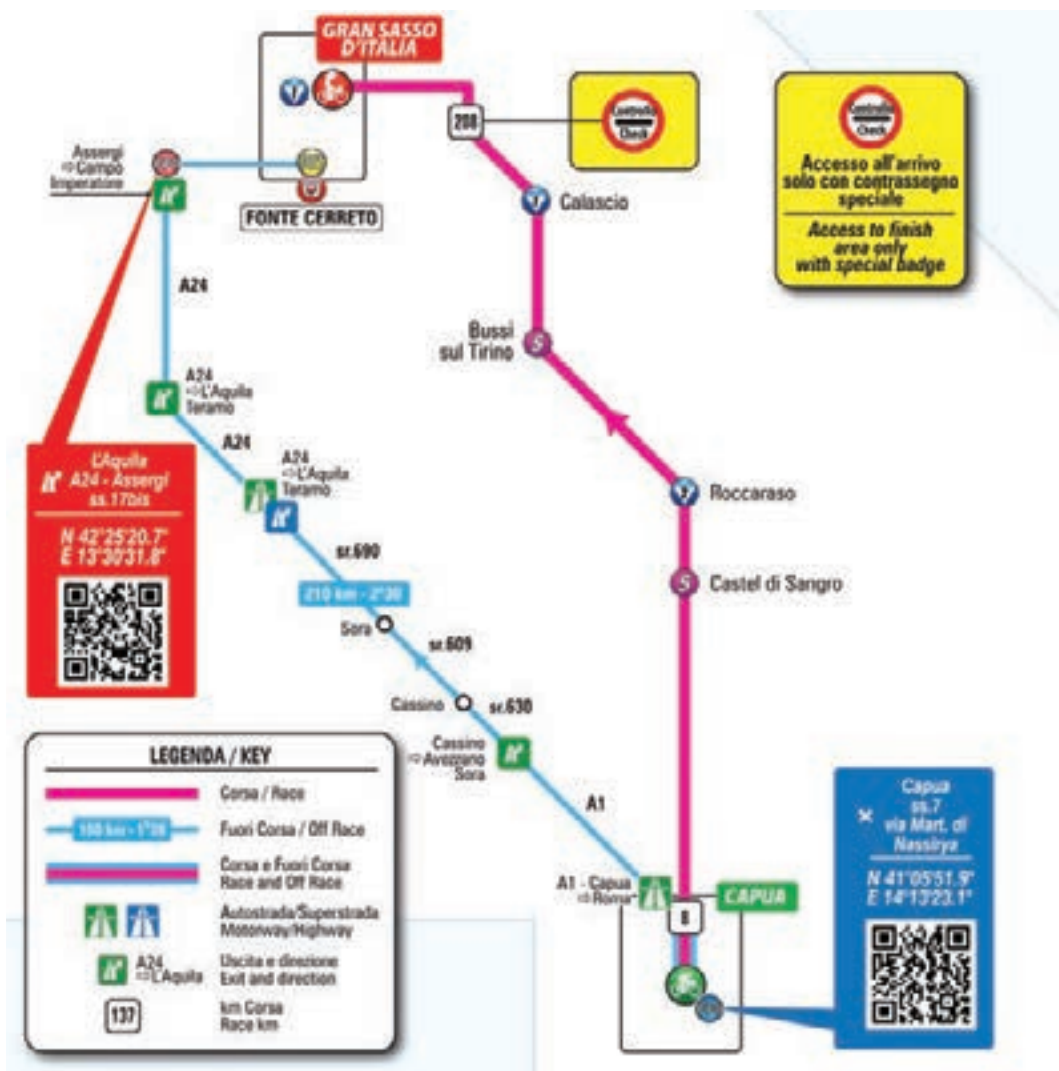 GRAN SASSO
D'ITALIA
208
Controllo
Check
Controllo
Check
Accesso all'arrivo
solo con contrassegno
speciale
Access to finish
area only
with special badge
Assergi
⇨Campo
Imperatore
FONTE CERRETO
Calascio
A24
Bussi
sul Tirino
S
A24
⇨L'Aquila
Teramo
A24
A24
⇨L'Aquila
Teramo
L'Aquila
A24 - Assergi
ss.17bis
N 42°25'20.7"
E 13°30'31.8"
Roccaraso
sr.690
Castel di Sangro
S
210 km - 2h30
Sora
sr.609
Cassino
sr.630
Cassino
⇨Avezzano
Sora
A1
A1 - Capua
⇨Roma
CAPUA
Capua
ss.7
via Mart. di
Nassirya
N 41°05'51.9"
E 14°13'23.1"
LEGENDA / KEY
Corsa / Race
Fuori Corsa / Off Race
Corsa e Fuori Corsa
Race and Off Race
Autostrada/Superstrada
Motorway/Highway
A24
⇨L'Aquila
Uscita e direzione
Exit and direction
137
km Corsa
Race km